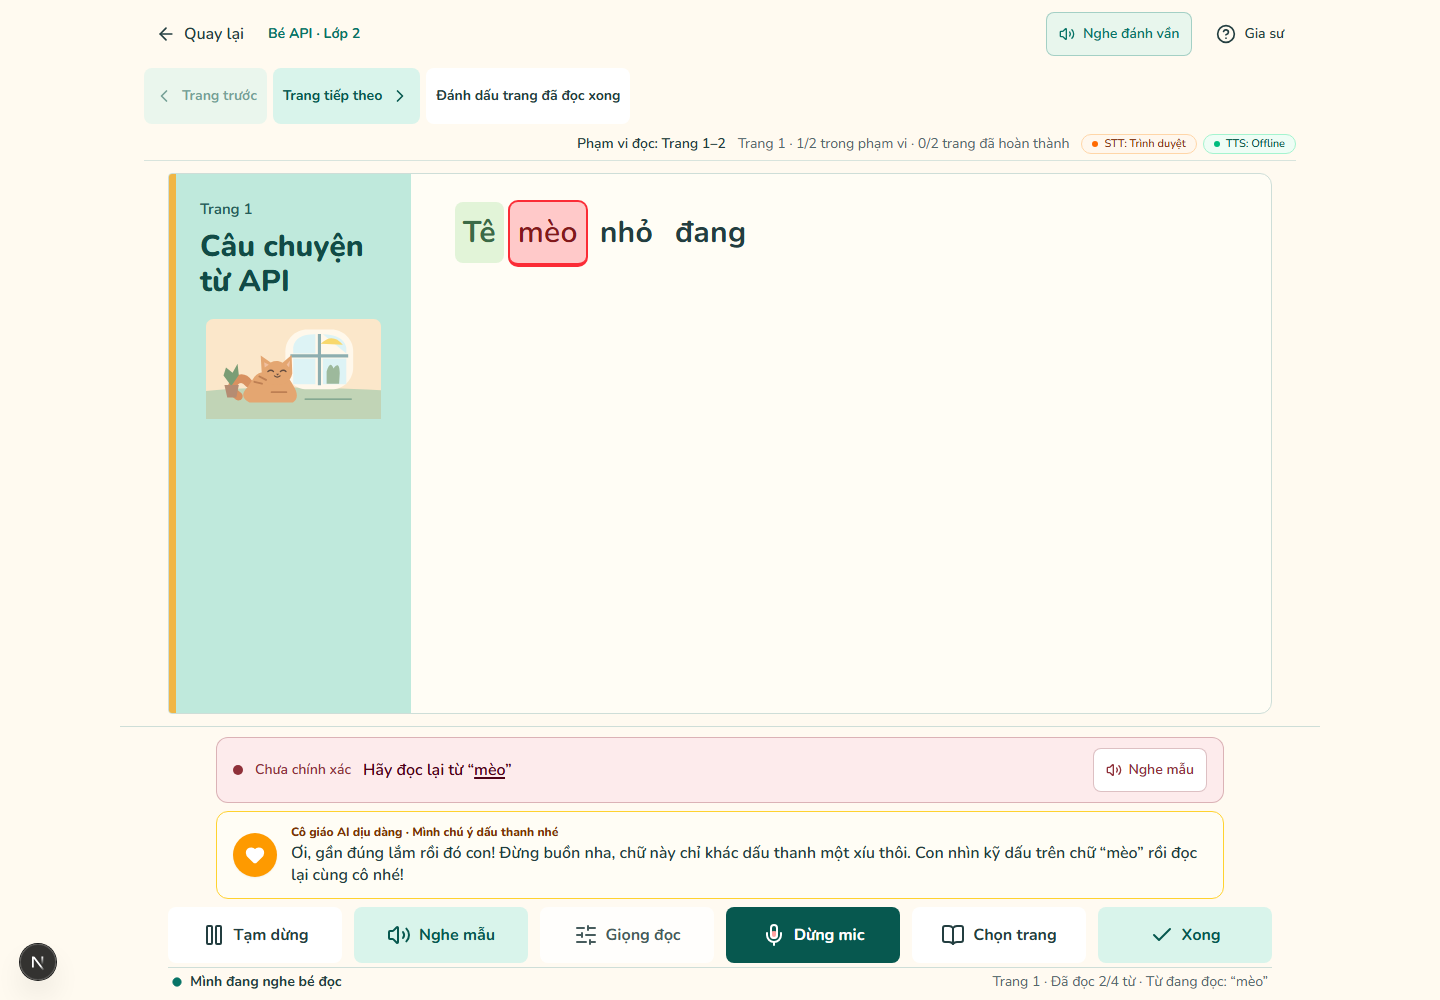 Quay lại
Bé API · Lớp 2
Nghe đánh vần
Gia sư
Trang trước
Trang tiếp theo
Đánh dấu trang đã đọc xong
Phạm vi đọc: Trang 1–2
Trang 1 · 1/2 trong phạm vi · 0/2 trang đã hoàn thành
STT: Trình duyệt
TTS: Offline
Trang 1
Câu chuyện
từ API
Tê mèo nhỏ đang
Chưa chính xác
Hãy đọc lại từ “mèo”
Nghe mẫu
Cô giáo AI dịu dàng · Mình chú ý dấu thanh nhé
Ơi, gần đúng lắm rồi đó con! Đừng buồn nha, chữ này chỉ khác dấu thanh một xíu thôi. Con nhìn kỹ dấu trên chữ “mèo” rồi đọc
lại cùng cô nhé!
Tạm dừng
Nghe mẫu
Giọng đọc
Dừng mic
Chọn trang
Xong
N
Mình đang nghe bé đọc
Trang 1 · Đã đọc 2/4 từ · Từ đang đọc: “mèo”